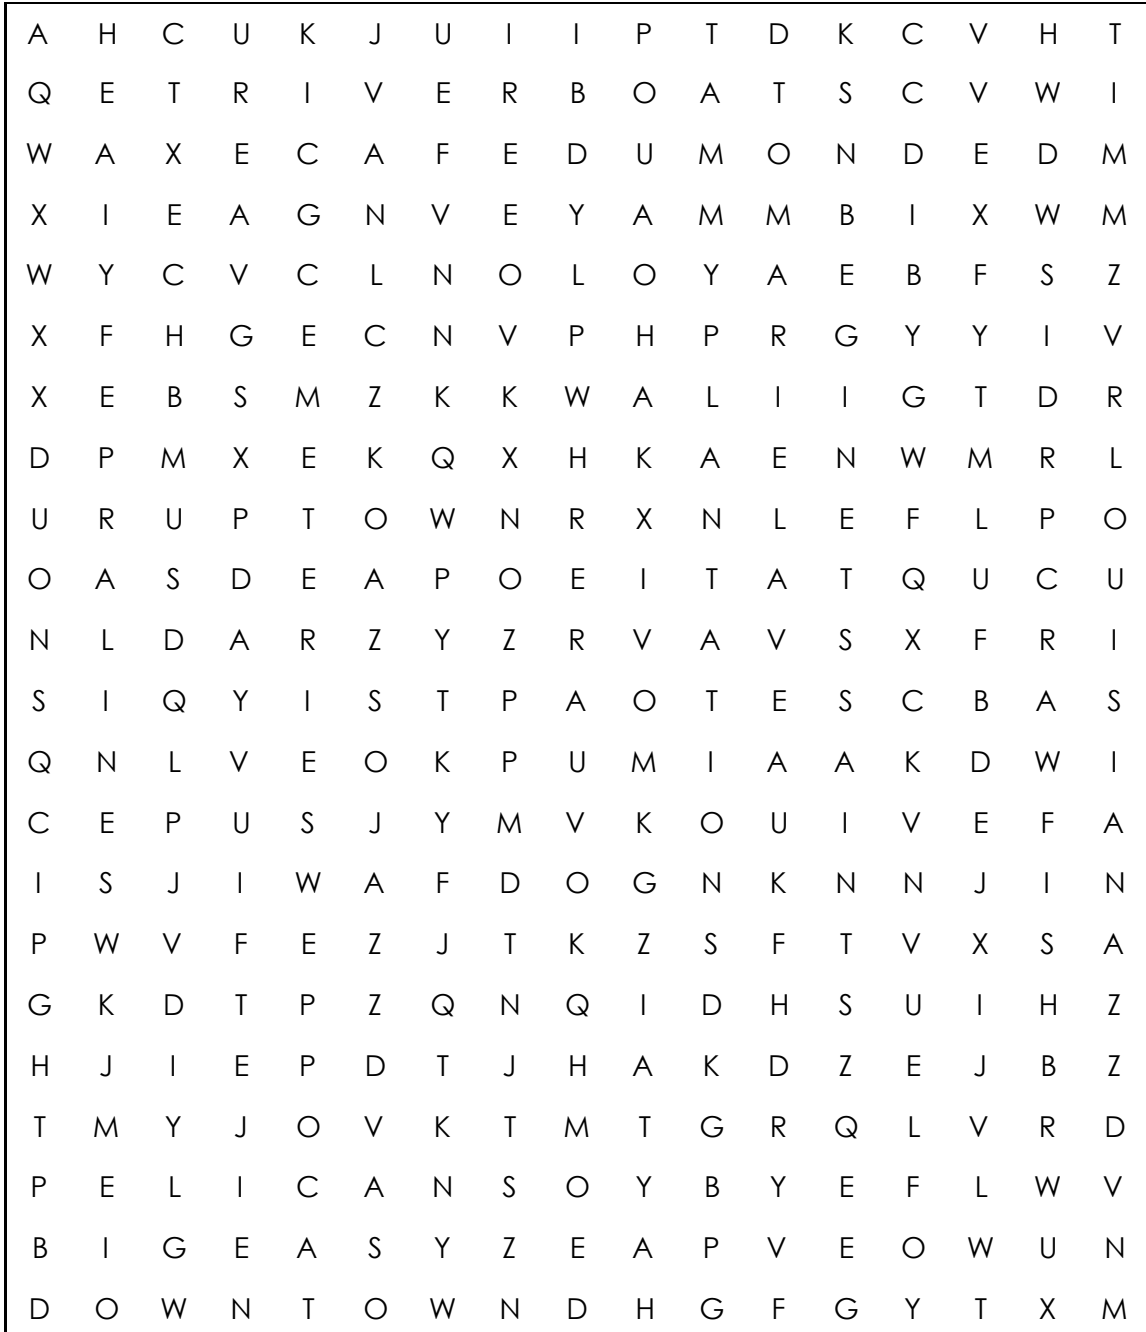 A H C U K J U I I P T D K C V H T
Q E T R I V E R B O A T S C V W I
W A X E C A F E D U M O N D E D M
X I E A G N V E Y A M M B I X W M
W Y C V C L N O L O Y A E B F S Z
X F H G E C N V P H P R G Y Y I V
X E B S M Z K K W A L I I G T D R
D P M X E K Q X H K A E N W M R L
U R U P T O W N R X N L E F L P O
O A S D E A P O E I T A T Q U C U
N L D A R Z Y Z R V A V S X F R I
S I Q Y I S T P A O T E S C B A S
Q N L V E O K P U M I A A K D W I
C E P U S J Y M V K O U I V E F A
I S J I W A F D O G N K N N J I N
P W V F E Z J T K Z S F T V X S A
G K D T P Z Q N Q I D H S U I H Z
H J I E P D T J H A K D Z E J B Z
T M Y J O V K T M T G R Q L V R D
P E L I C A N S O Y B Y E F L W V
B I G E A S Y Z E A P V E O W U N
D O W N T O W N D H G F G Y T X M